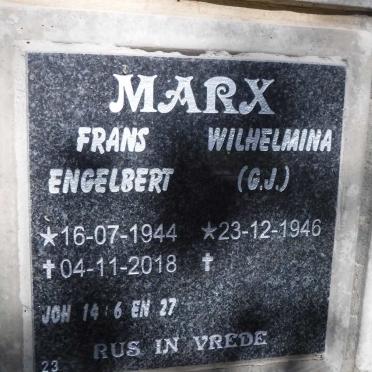 MARX
FRANS WILHELMINA
ENGELBERT (G.J.)
★16-07-1944 ★23-12-1946
✝04-11-2018 ✝
JOH 14:6 EN 27
RUS IN VREDE
23